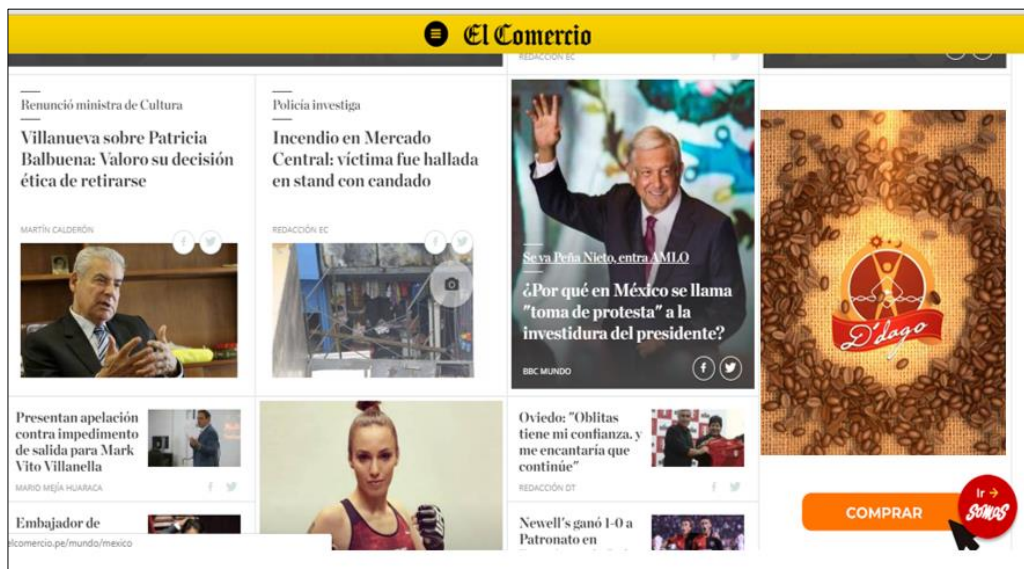 El Comercio
REDACCIÓN EC
Renunció ministra de Cultura
Villanueva sobre Patricia
Balbuena: Valoro su decisión
ética de retirarse
MARTÍN CALDERÓN
Policía investiga
Incendio en Mercado
Central: víctima fue hallada
en stand con candado
REDACCIÓN EC
Se va Peña Nieto, entra AMLO
¿Por qué en México se llama
"toma de protesta" a la
investidura del presidente?
BBC MUNDO
D'dago
Presentan apelación
contra impedimento
de salida para Mark
Vito Villanella
MARIO MEJÍA HUARACA
Embajador de
Oviedo: "Oblitas
tiene mi confianza, y
me encantaría que
continúe"
REDACCIÓN DT
Newell's ganó 1-0 a
Patronato en
COMPRAR
Ir →
SOMOS
elcomercio.pe/mundo/mexico